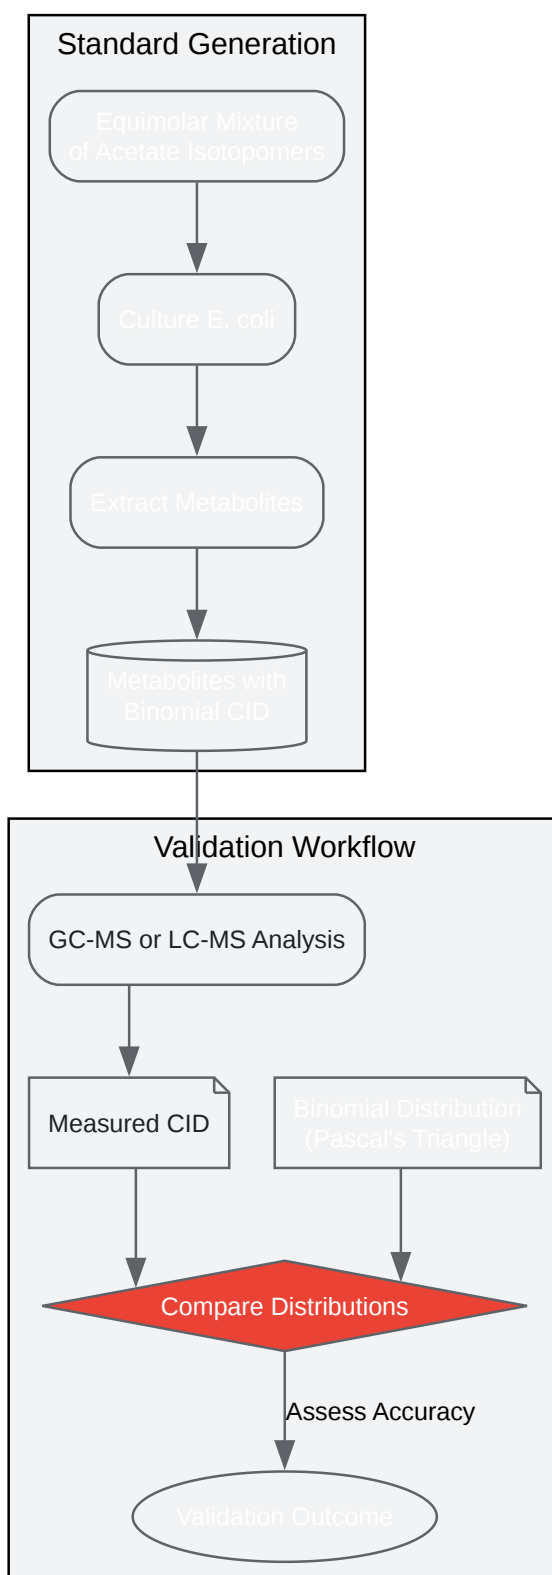 Standard Generation
Equimolar Mixture
of Acetate Isotopomers
Culture E. coli
Extract Metabolites
Metabolites with
Binomial CID
Validation Workflow
GC-MS or LC-MS Analysis
Measured CID
Binomial Distribution
(Pascal's Triangle)
Compare Distributions
Assess Accuracy
Validation Outcome